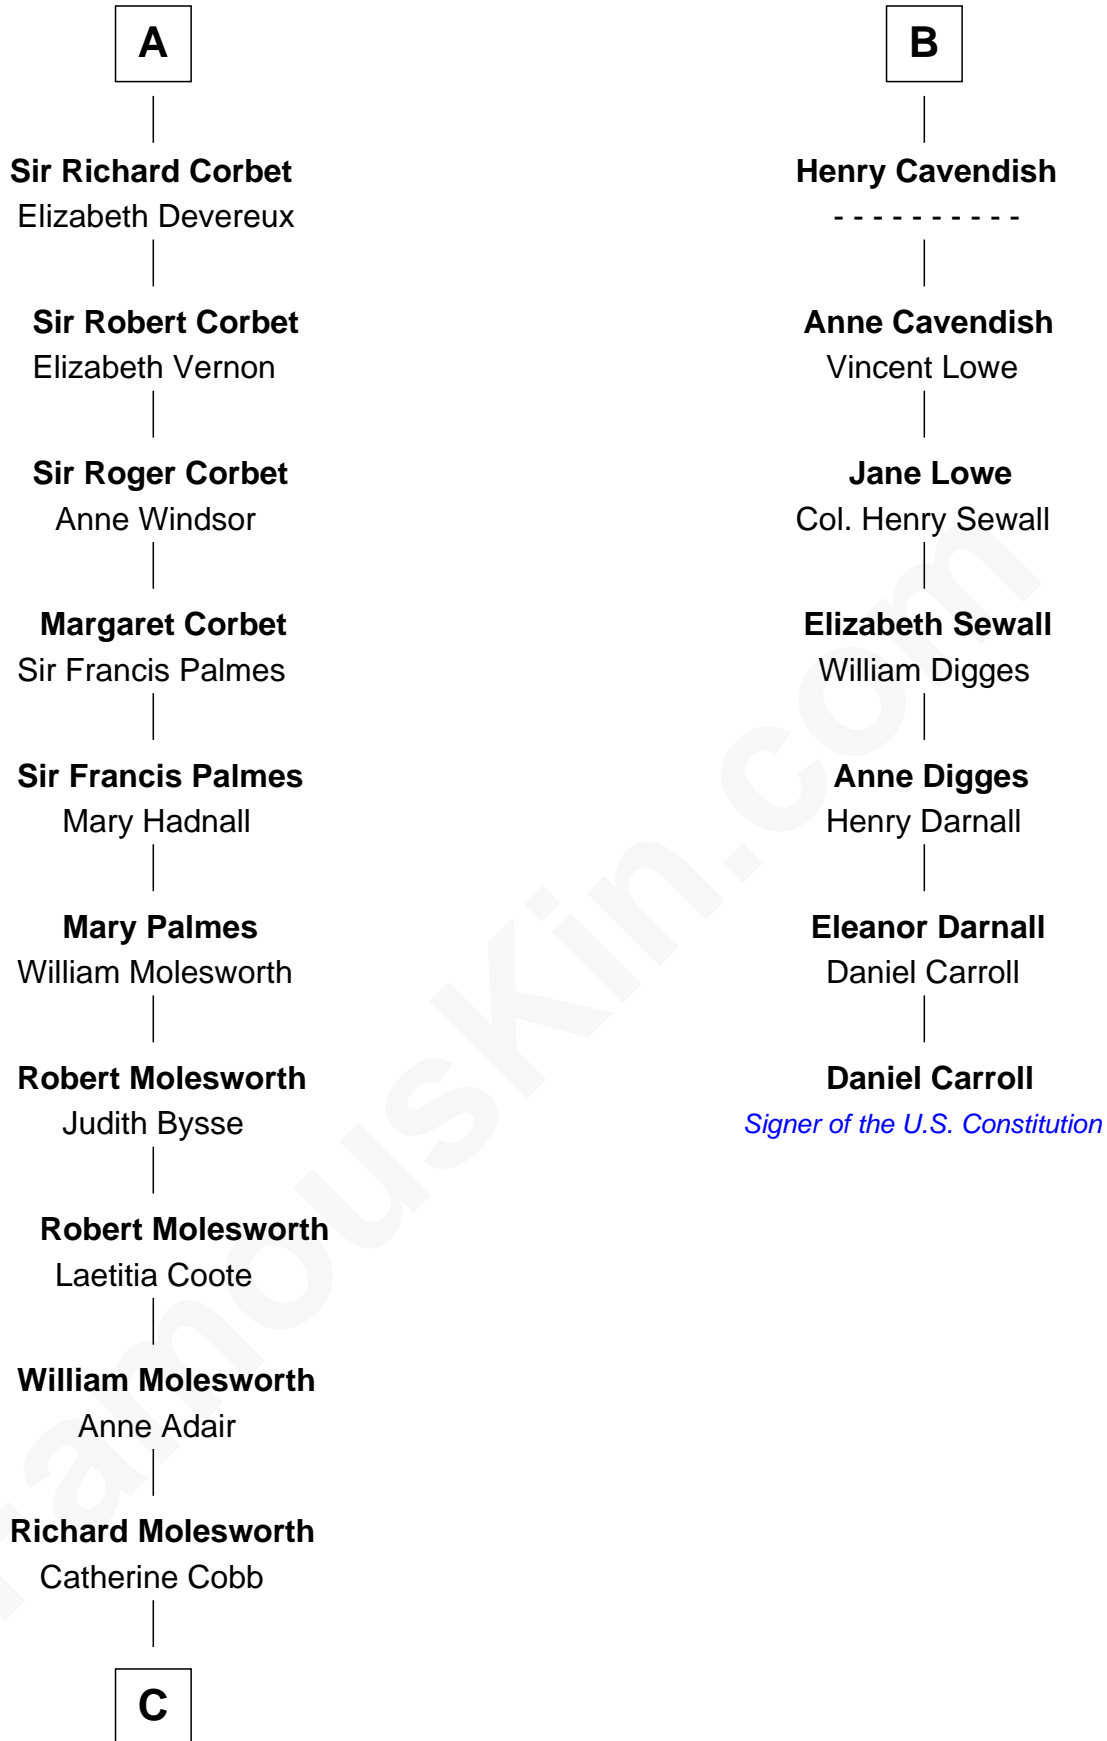 A
Sir Richard Corbet
Elizabeth Devereux
Sir Robert Corbet
Elizabeth Vernon
Sir Roger Corbet
Anne Windsor
Margaret Corbet
Sir Francis Palmes
Sir Francis Palmes
Mary Hadnall
Mary Palmes
William Molesworth
Robert Molesworth
Judith Bysse
Robert Molesworth
Laetitia Coote
William Molesworth
Anne Adair
Richard Molesworth
Catherine Cobb
C
B
Henry Cavendish
- - - - - - - - - -
Anne Cavendish
Vincent Lowe
Jane Lowe
Col. Henry Sewall
Elizabeth Sewall
William Digges
Anne Digges
Henry Darnall
Eleanor Darnall
Daniel Carroll
Daniel Carroll
Signer of the U.S. Constitution
FamousKin.com